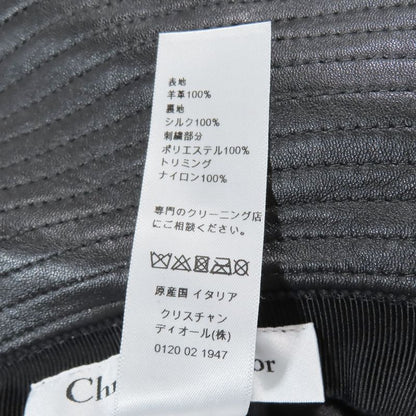 表地
羊革100%
裏地
シルク100%
刺繍部分
ポリエステル100%
トリミング
ナイロン100%
専門のクリーニング店
にご相談ください。
原産国 イタリア
クリスチャン
ディオール(株)
0120 02 1947